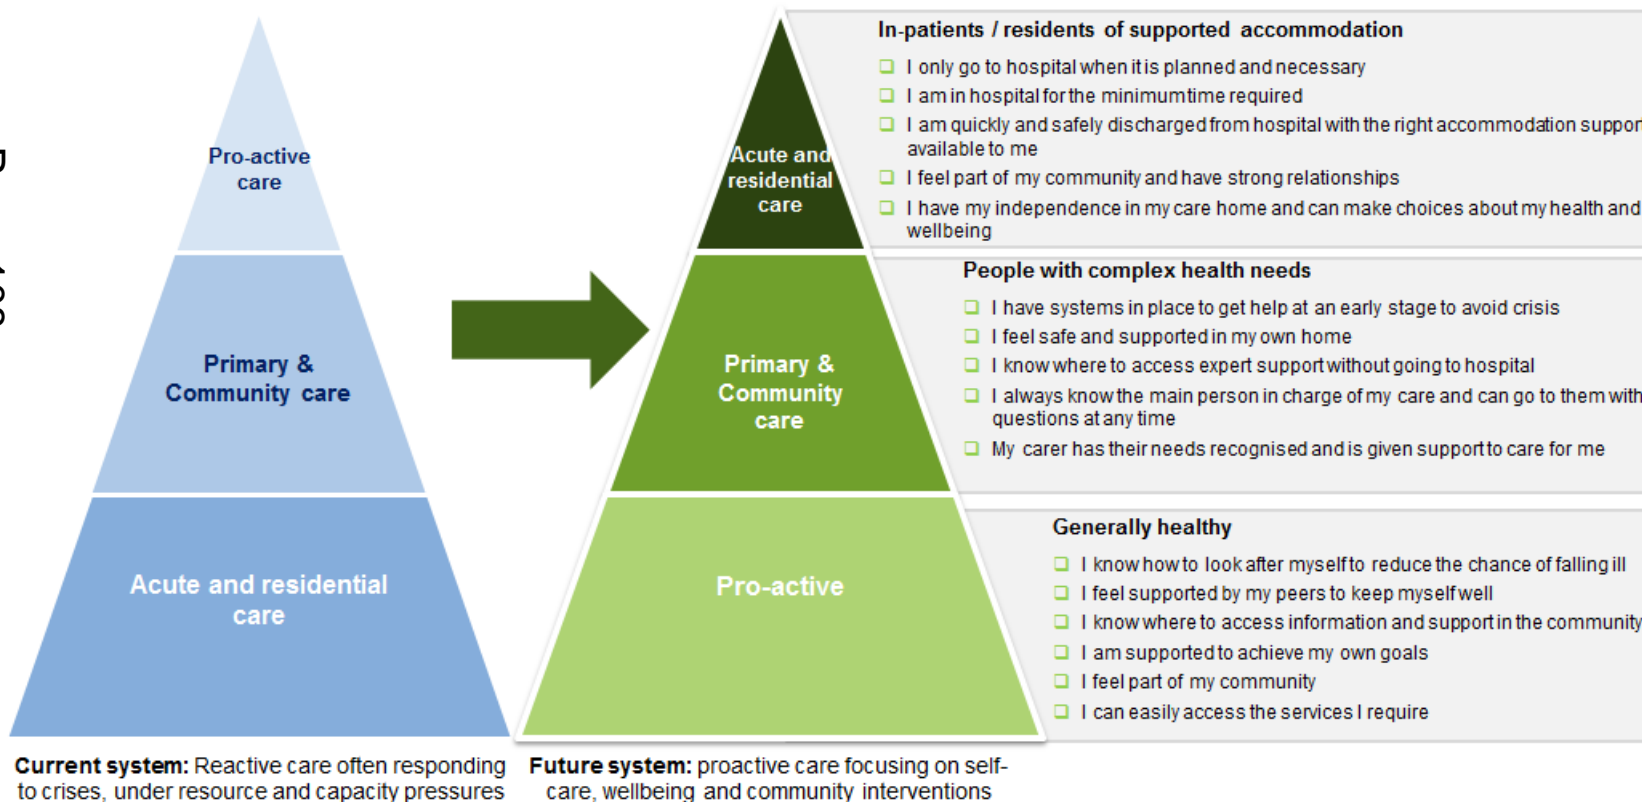 Pro-active
care
Primary &
Community care
Acute and residential
care
Current system: Reactive care often responding
to crises, under resource and capacity pressures
Acute and
residential
care
Primary &
Community
care
Pro-active
Future system: proactive care focusing on self-
care, wellbeing and community interventions
In-patients / residents of supported accommodation
I only go to hospital when it is planned and necessary
I am in hospital for the minimum time required
I am quickly and safely discharged from hospital with the right accommodation suppor
available to me
I feel part of my community and have strong relationships
I have my independence in my care home and can make choices about my health and
wellbeing
People with complex health needs
I have systems in place to get help at an early stage to avoid crisis
I feel safe and supported in my own home
I know where to access expert support without going to hospital
I always know the main person in charge of my care and can go to them with
questions at any time
My carer has their needs recognised and is given support to care for me
Generally healthy
I know how to look after myself to reduce the chance of falling ill
I feel supported by my peers to keep myself well
I know where to access information and support in the community
I am supported to achieve my own goals
I feel part of my community
I can easily access the services I require